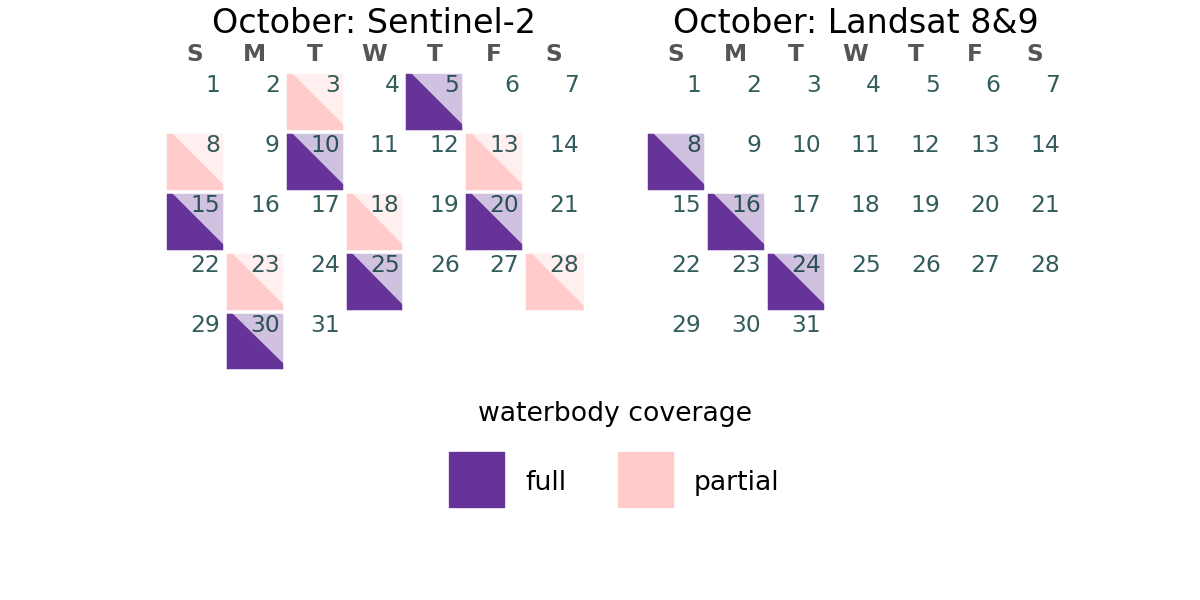 October: Sentinel-2
S M T W T F S
1 2 3 4 5 6 7
8 9 10 11 12 13 14
15 16 17 18 19 20 21
22 23 24 25 26 27 28
29 30 31
October: Landsat 8&9
S M T W T F S
1 2 3 4 5 6 7
8 9 10 11 12 13 14
15 16 17 18 19 20 21
22 23 24 25 26 27 28
29 30 31
waterbody coverage
full partial